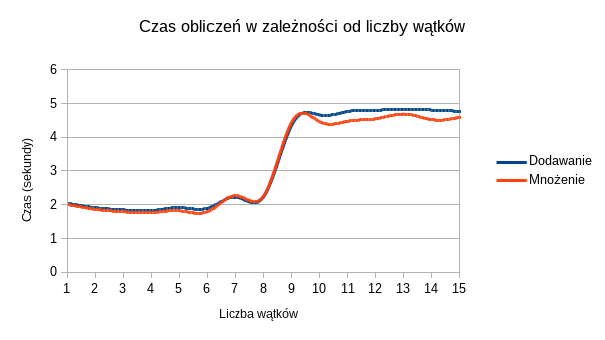 Czas obliczeń w zależności od liczby wątków
6
5
4
3
2
1
0
Czas (sekundy)
1 2 3 4 5 6 7 8 9 10 11 12 13 14 15
Liczba wątków
Dodawanie
Mnożenie